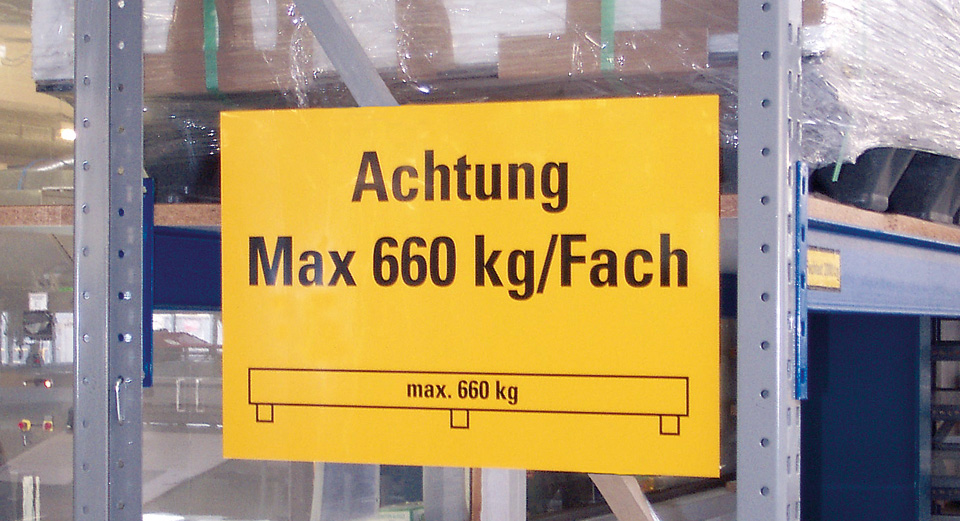 Achtung
Max 660 kg/Fach
max. 660 kg